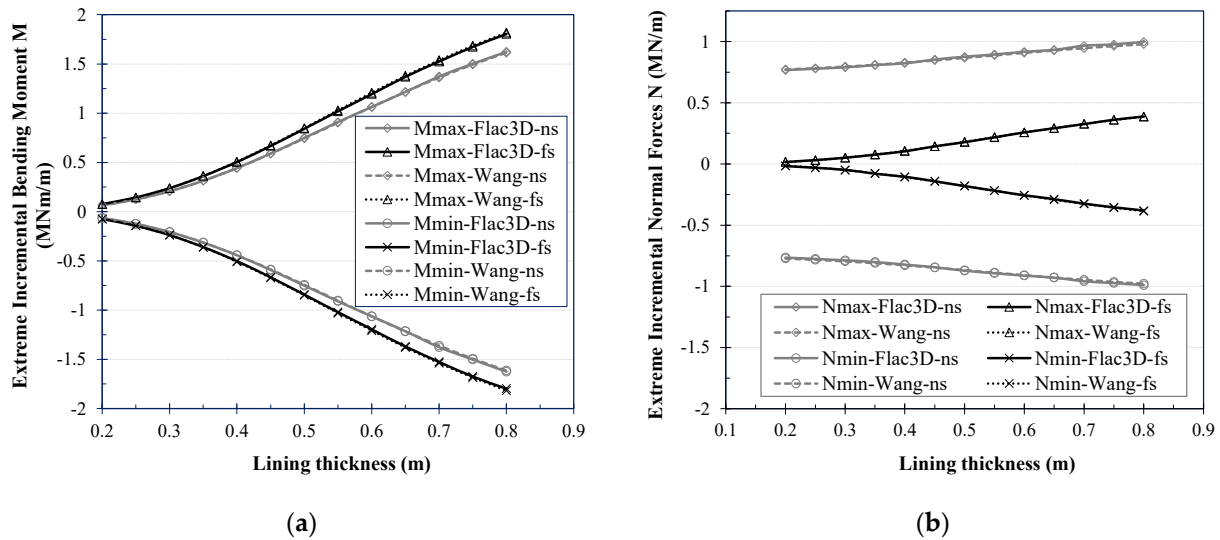 Extreme Incremental Bending Moment M
(MNm/m)
2
1.5
1
0.5
0
-0.5
-1
-1.5
-2
Mmax-Flac3D-ns
Mmax-Flac3D-fs
Mmax-Wang-ns
Mmax-Wang-fs
Mmin-Flac3D-ns
Mmin-Flac3D-fs
Mmin-Wang-ns
Mmin-Wang-fs
0.2 0.3 0.4 0.5 0.6 0.7 0.8 0.9
Lining thickness (m)
(a)
Extreme Incremental Normal Forces N (MN/m)
1
0.5
0
-0.5
-1
-1.5
-2
Nmax-Flac3D-ns Nmax-Flac3D-fs
Nmax-Wang-ns Nmax-Wang-fs
Nmin-Flac3D-ns Nmin-Flac3D-fs
Nmin-Wang-ns Nmin-Wang-fs
0.1 0.2 0.3 0.4 0.5 0.6 0.7 0.8 0.9
Lining thickness (m)
(b)